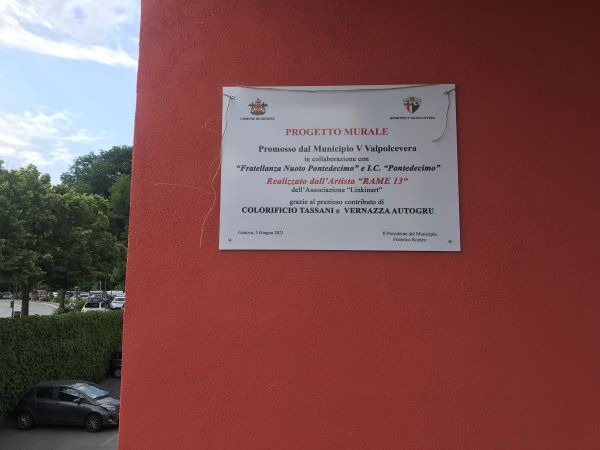 COMUNE DI GENOVA
MUNICIPIO V VALPOLCEVERA
PROGETTO MURALE
Promosso dal Municipio V Valpolcevera
in collaborazione con
“Fratellanza Nuoto Pontedecimo” e I.C. “Pontedecimo”
Realizzato dall'Artista “RAME 13“
dell'Associazione "Linkinart"
grazie al prezioso contributo di
COLORIFICIO TASSANI e VERNAZZA AUTOGRU
Genova, 5 Giugno 2021
Il Presidente del Municipio
Federico Romeo